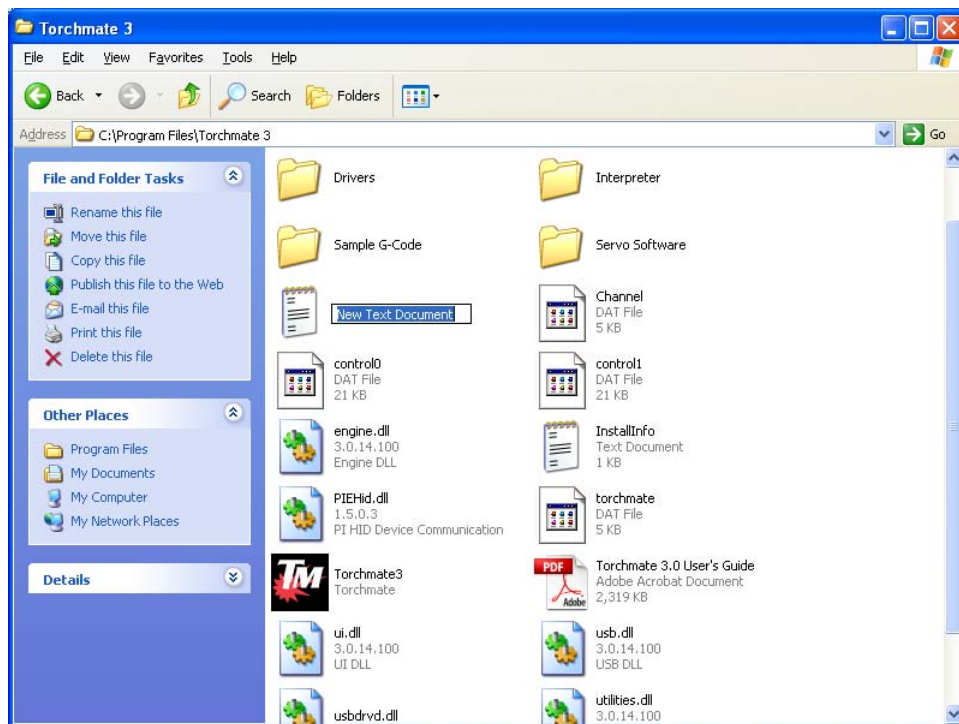 Torchmate 3
File Edit View Favorites Tools Help
Back Search Folders
Address C:\Program Files\Torchmate 3 Go
File and Folder Tasks
Rename this file
Move this file
Copy this file
Publish this file to the Web
E-mail this file
Print this file
Delete this file
Other Places
Program Files
My Documents
My Computer
My Network Places
Details
Drivers
Interpreter
Sample G-Code
Servo Software
New Text Document
Channel
DAT File
5 KB
control0
DAT File
21 KB
control1
DAT File
21 KB
engine.dll
3.0.14.100
Engine DLL
InstallInfo
Text Document
1 KB
PIEHid.dll
1.5.0.3
PI HID Device Communication
torchmate
DAT File
5 KB
TM
Torchmate3
Torchmate
PDF
Adobe
Torchmate 3.0 User's Guide
Adobe Acrobat Document
2,319 KB
ui.dll
3.0.14.100
UI DLL
usb.dll
3.0.14.100
USB DLL
usbdrvd.dll
utilities.dll
3.0.14.100